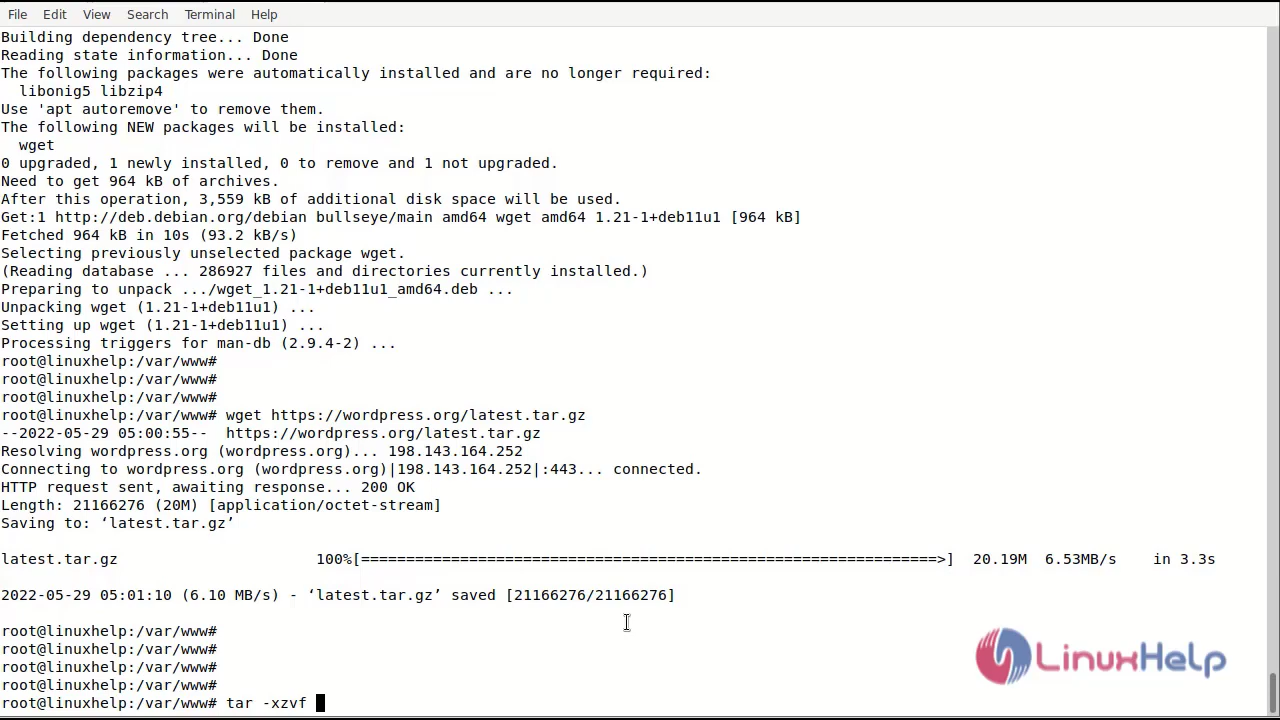 File Edit View Search Terminal Help
Building dependency tree... Done
Reading state information... Done
The following packages were automatically installed and are no longer required:
  libonig5 libzip4
Use 'apt autoremove' to remove them.
The following NEW packages will be installed:
  wget
0 upgraded, 1 newly installed, 0 to remove and 1 not upgraded.
Need to get 964 kB of archives.
After this operation, 3,559 kB of additional disk space will be used.
Get:1 http://deb.debian.org/debian bullseye/main amd64 wget amd64 1.21-1+deb11u1 [964 kB]
Fetched 964 kB in 10s (93.2 kB/s)
Selecting previously unselected package wget.
(Reading database ... 286927 files and directories currently installed.)
Preparing to unpack .../wget_1.21-1+deb11u1_amd64.deb ...
Unpacking wget (1.21-1+deb11u1) ...
Setting up wget (1.21-1+deb11u1) ...
Processing triggers for man-db (2.9.4-2) ...
root@linuxhelp:/var/www#
root@linuxhelp:/var/www#
root@linuxhelp:/var/www#
root@linuxhelp:/var/www# wget https://wordpress.org/latest.tar.gz
--2022-05-29 05:00:55--  https://wordpress.org/latest.tar.gz
Resolving wordpress.org (wordpress.org)... 198.143.164.252
Connecting to wordpress.org (wordpress.org)|198.143.164.252|:443... connected.
HTTP request sent, awaiting response... 200 OK
Length: 21166276 (20M) [application/octet-stream]
Saving to: ‘latest.tar.gz’
latest.tar.gz                      100%[================================================================>]  20.19M  6.53MB/s    in 3.3s
2022-05-29 05:01:10 (6.10 MB/s) - ‘latest.tar.gz’ saved [21166276/21166276]
root@linuxhelp:/var/www#
root@linuxhelp:/var/www#
root@linuxhelp:/var/www#
root@linuxhelp:/var/www#
root@linuxhelp:/var/www# tar -xzvf
LinuxHelp